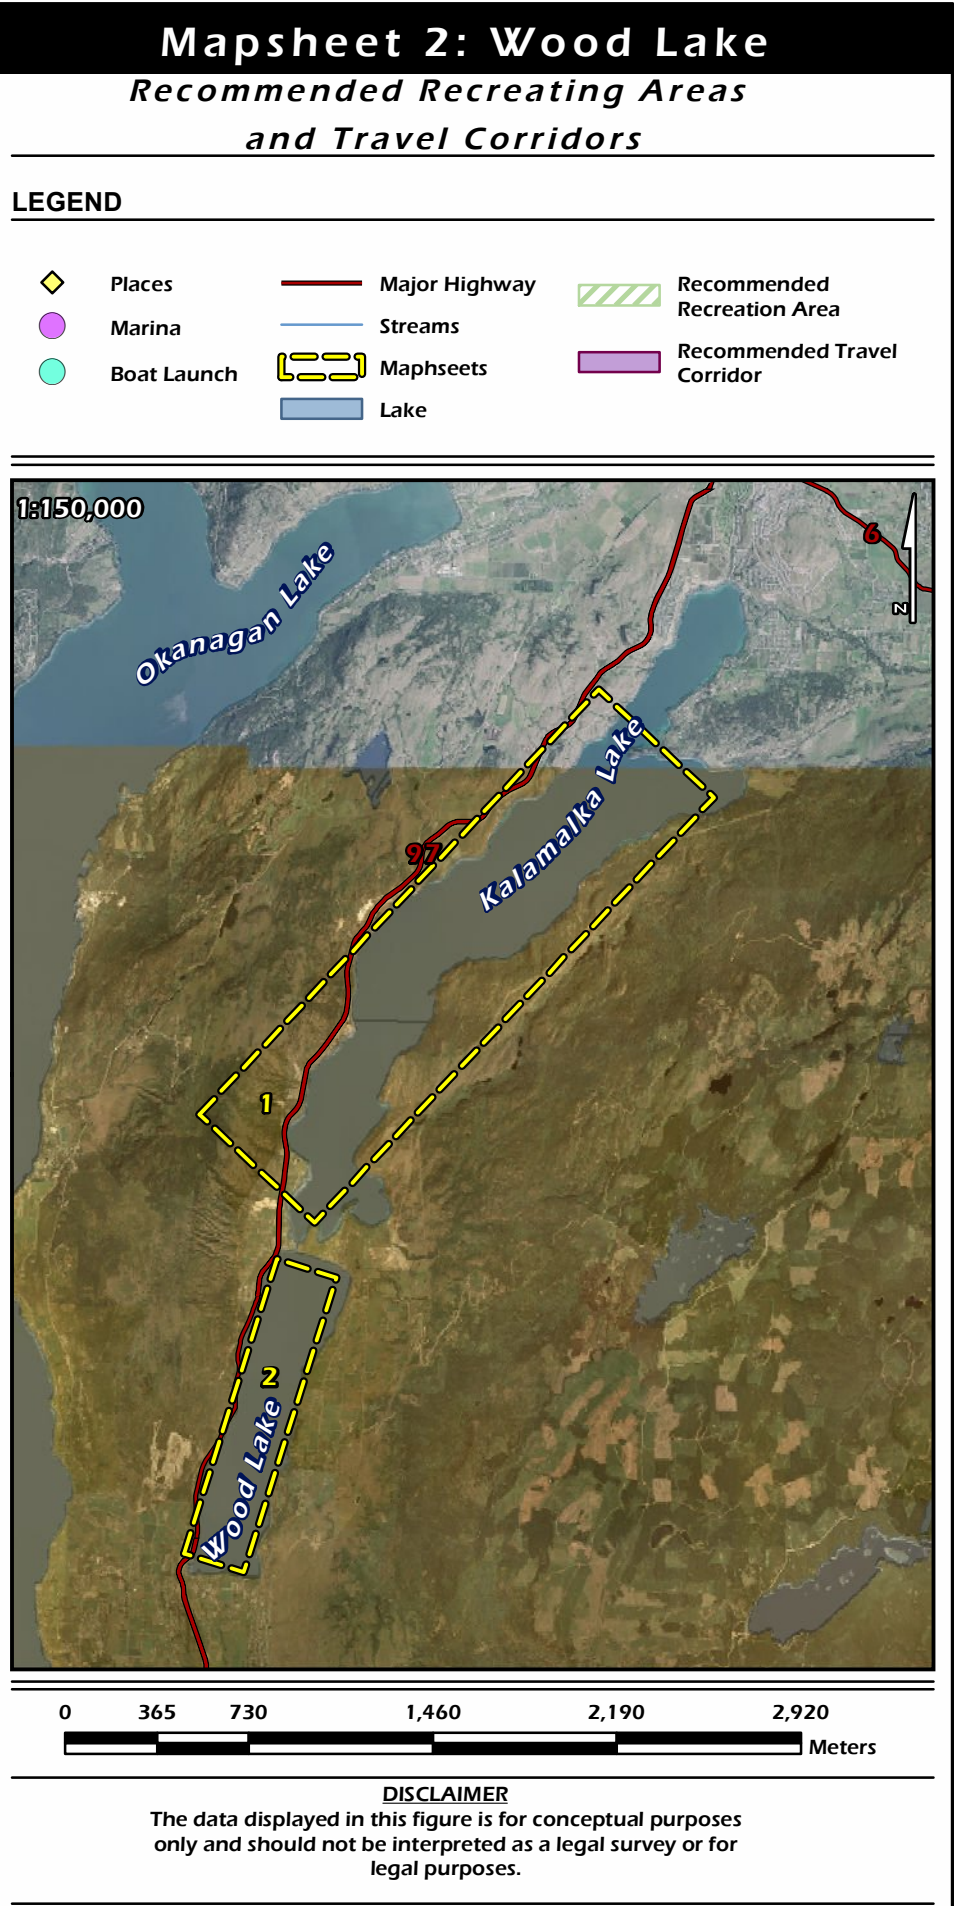 Mapsheet 2: Wood Lake
Recommended Recreating Areas
and Travel Corridors
LEGEND
Places
Marina
Boat Launch
Major Highway
Streams
Maphseets
Lake
Recommended
Recreation Area
Recommended Travel
Corridor
1:150,000
6
N
Okanagan Lake
Kalamalka Lake
97
1
2
Wood Lake
0 365 730 1,460 2,190 2,920
Meters
DISCLAIMER
The data displayed in this figure is for conceptual purposes
only and should not be interpreted as a legal survey or for
legal purposes.